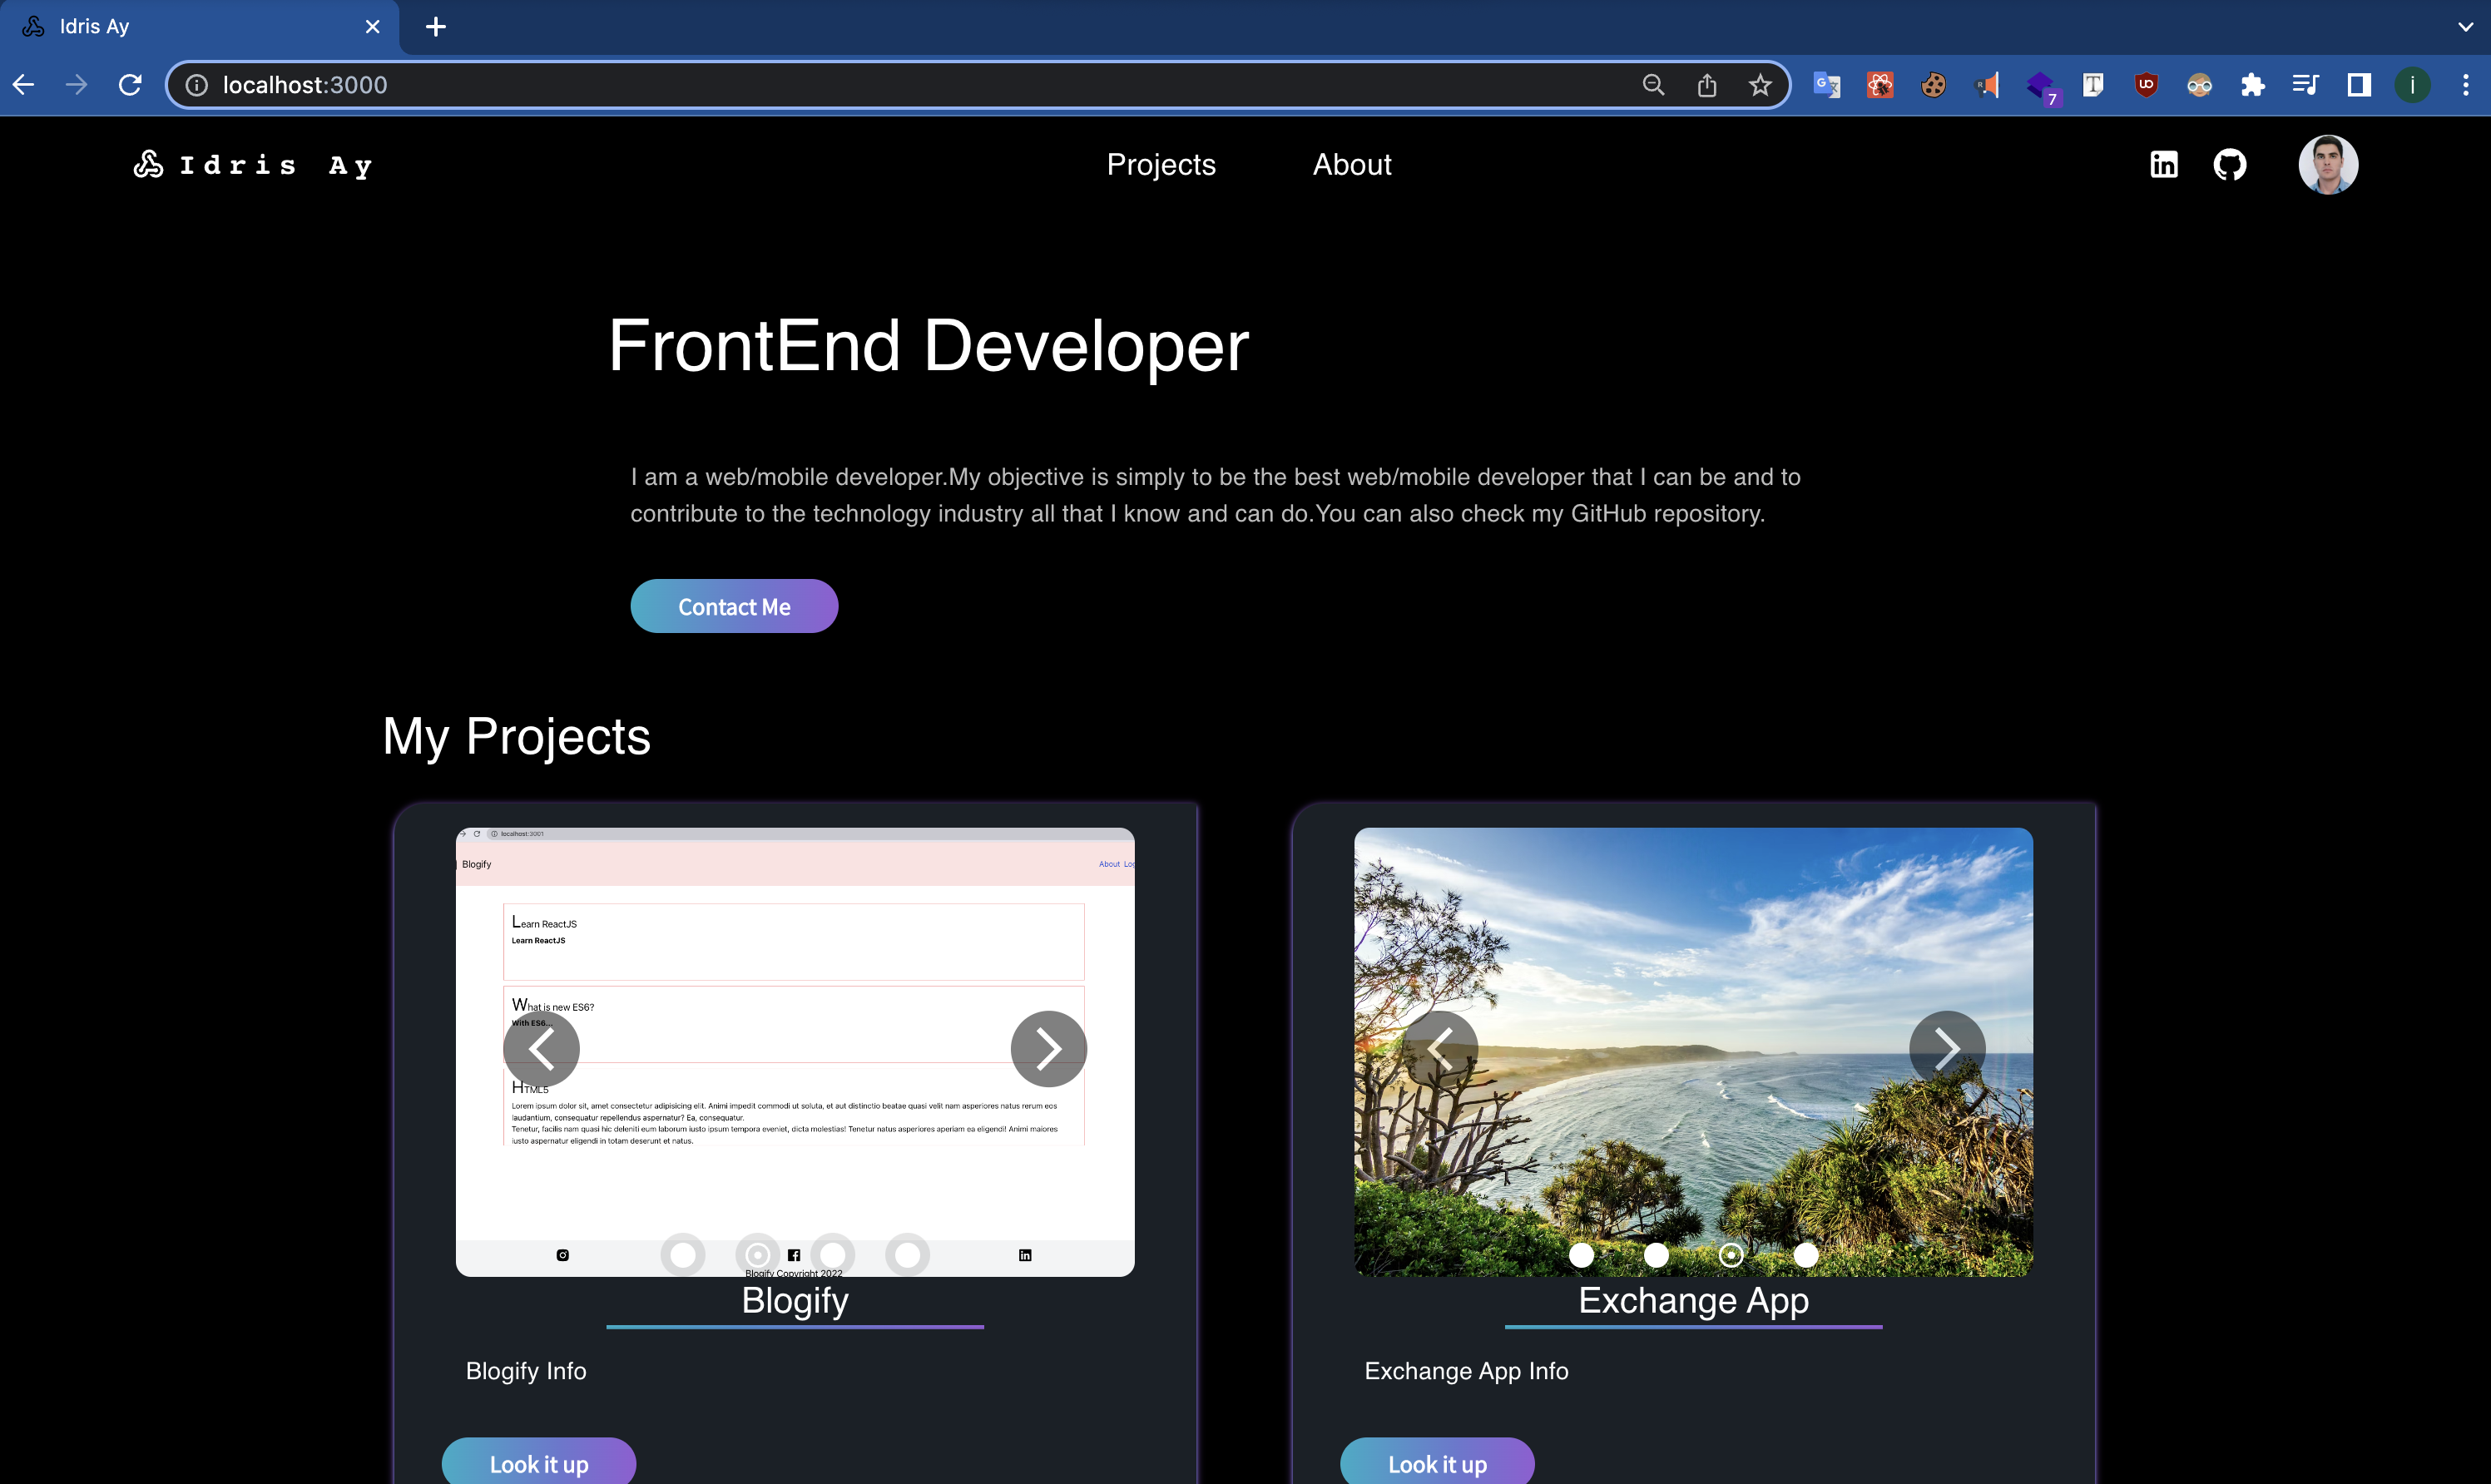 Idris Ay
localhost:3000
7
i
Idris Ay
Projects
About
FrontEnd Developer
I am a web/mobile developer.My objective is simply to be the best web/mobile developer that I can be and to
contribute to the technology industry all that I know and can do.You can also check my GitHub repository.
Contact Me
My Projects
localhost:3001
Blogify
About Log
Learn ReactJS
Learn ReactJS
What is new ES6?
With ES6...
HTML5
Lorem ipsum dolor sit, amet consectetur adipisicing elit. Animi impedit commodi ut soluta, et aut distinctio beatae quasi velit nam asperiores natus rerum eos
laudantium, consequatur repellendus aspernatur? Ea, consequatur.
Tenetur, facilis nam quasi hic deleniti eum laborum iusto ipsum tempora eveniet, dicta molestias! Tenetur natus asperiores aperiam ea eligendi! Animi maiores
iusto aspernatur eligendi in totam deserunt et natus.
Blogify Copyright 2022
Blogify
Blogify Info
Look it up
Exchange App
Exchange App Info
Look it up